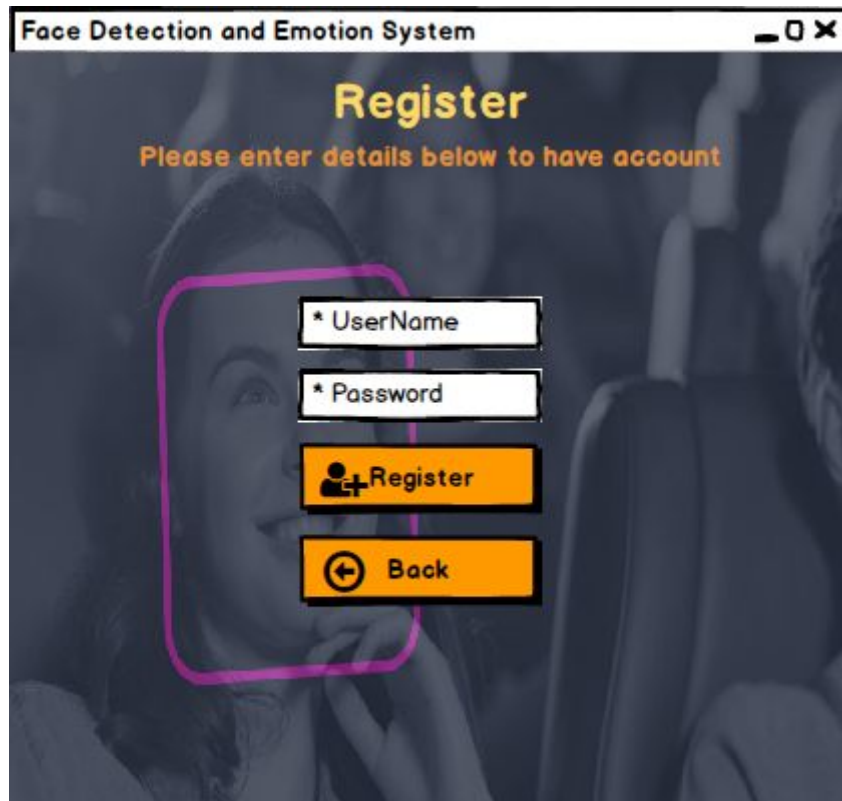 Face Detection and Emotion System
Register
Please enter details below to have account
* UserName
* Password
Register
Back